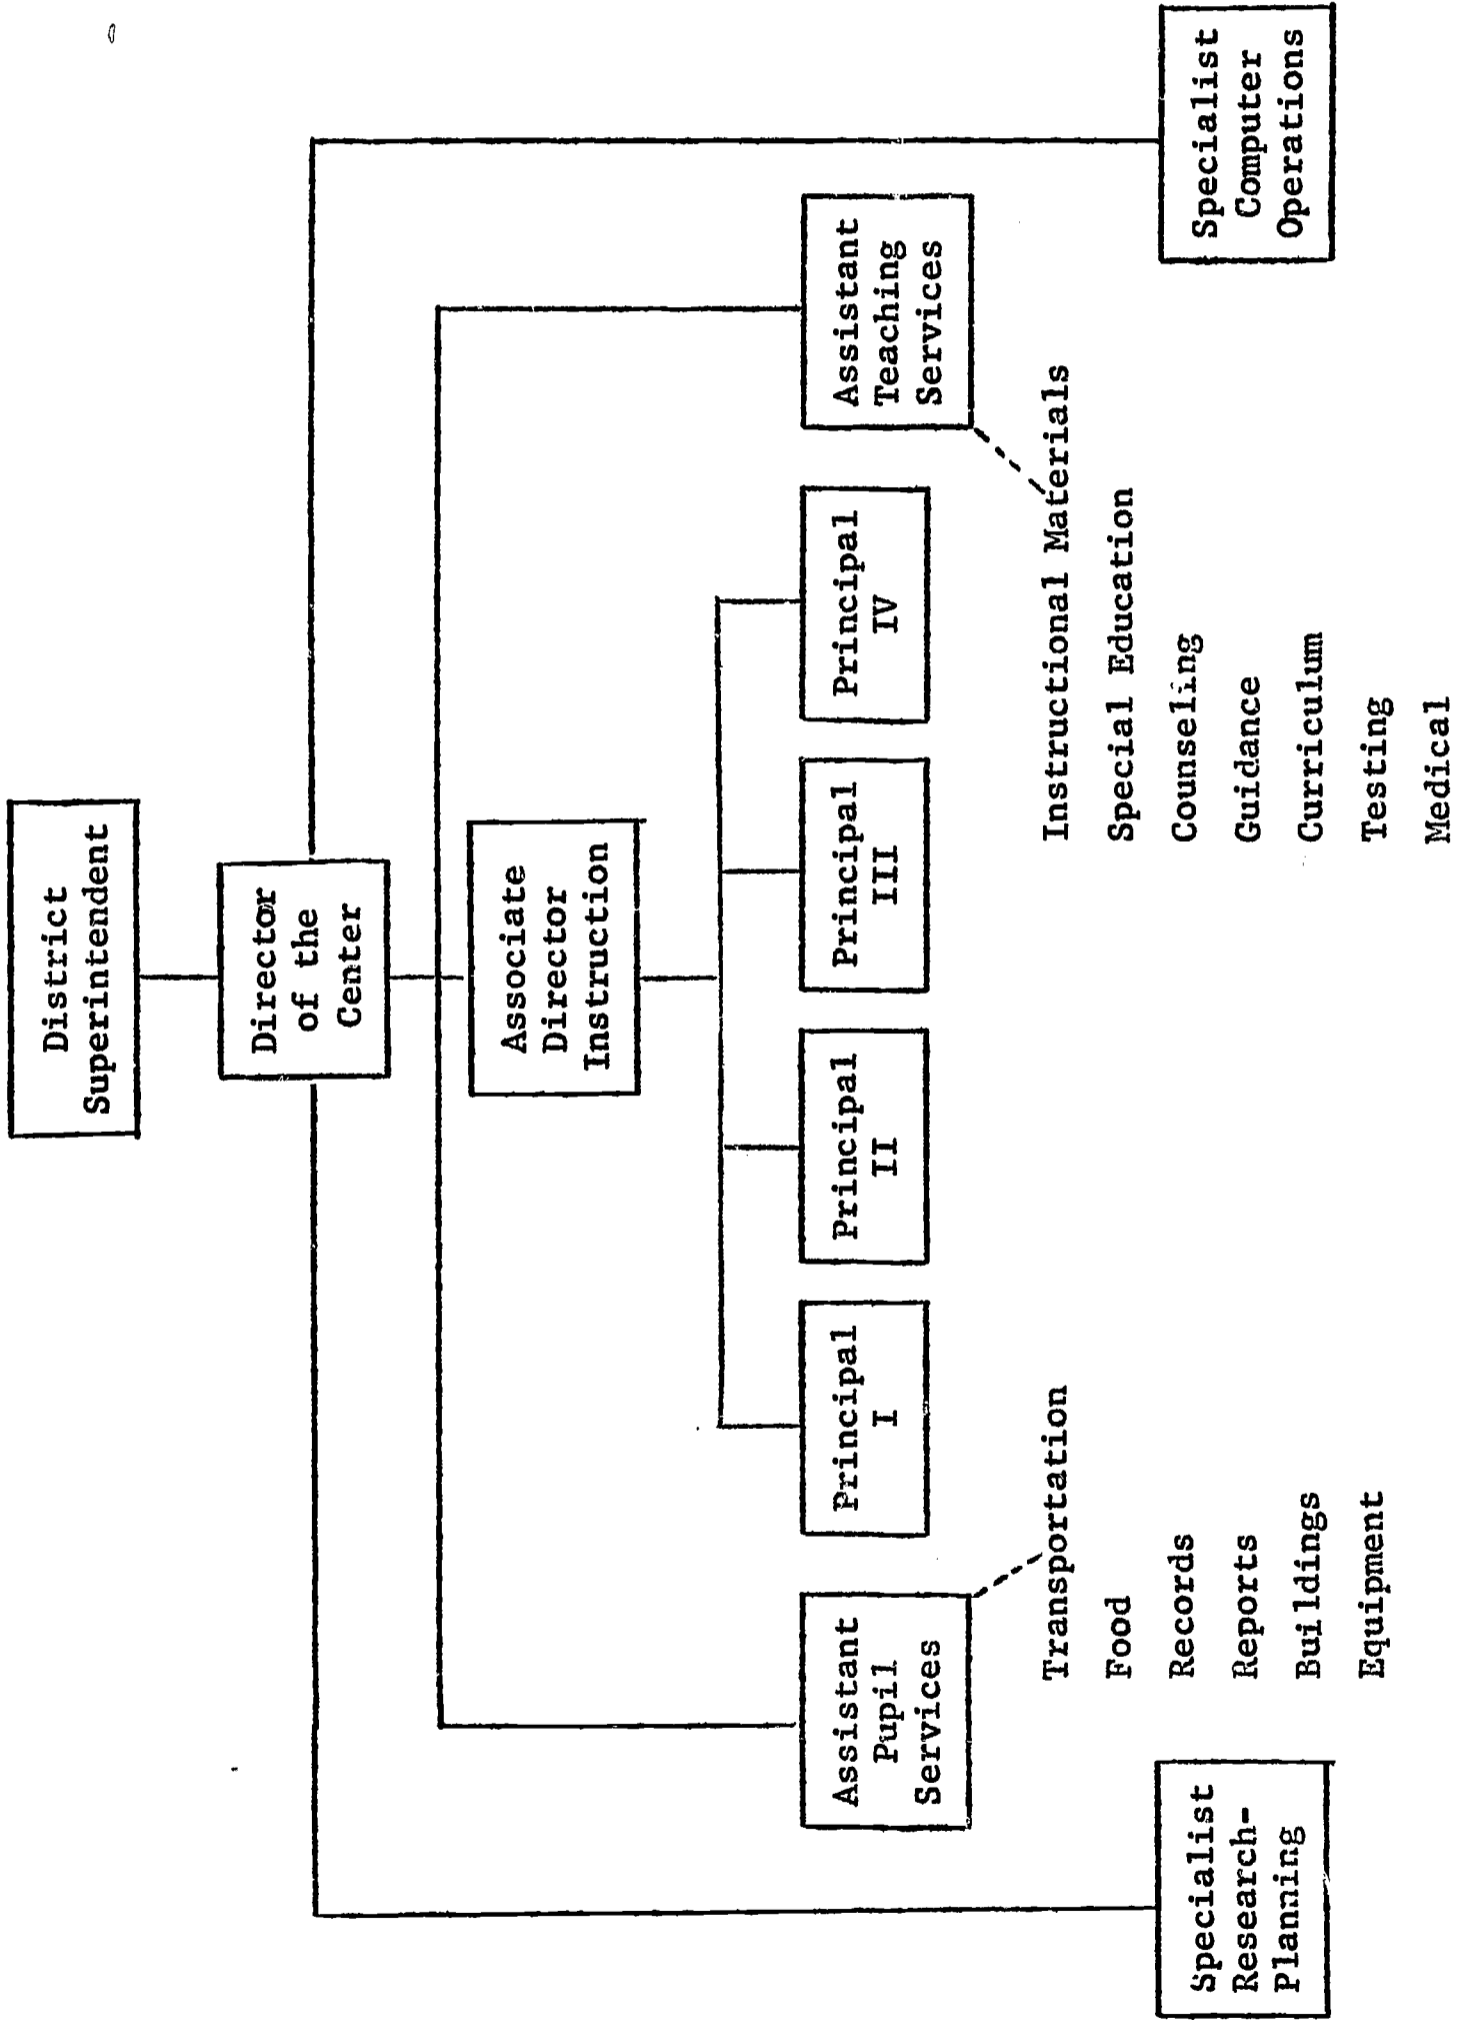 District
Superintendent
Director
of the
Center
Associate
Director
Instruction
Assistant
Pupil
Services
Principal
I
Principal
II
Principal
III
Principal
IV
Assistant
Teaching
Services
Transportation
Food
Records
Reports
Buildings
Equipment
Instructional Materials
Special Education
Counseling
Guidance
Curriculum
Testing
Medical
Specialist
Research-
Planning
Specialist
Computer
Operations